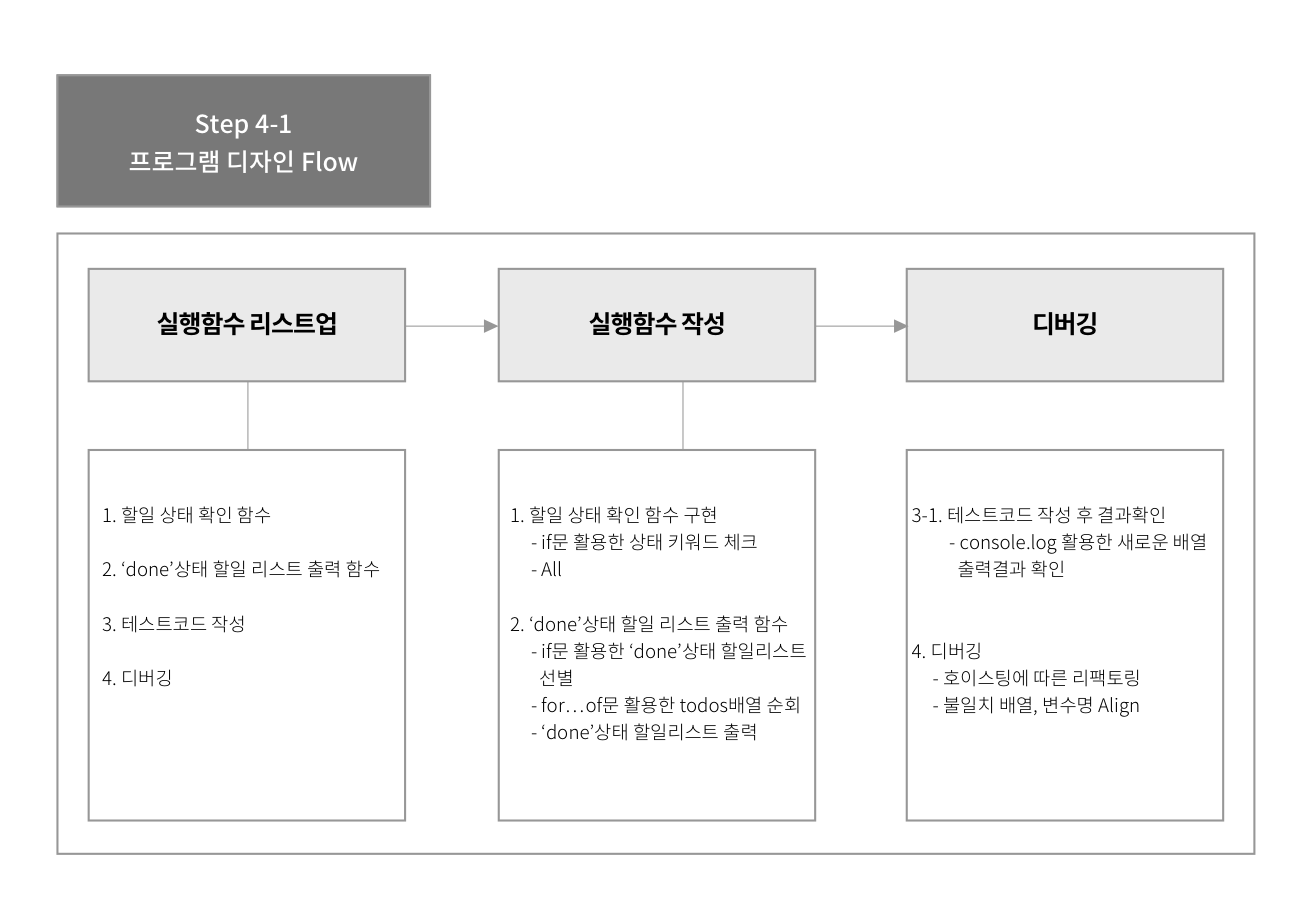 Step 4-1
프로그램 디자인 Flow
실행함수 리스트업
실행함수 작성
디버깅
1. 할일 상태 확인 함수
2. ‘done’상태 할일 리스트 출력 함수
3. 테스트코드 작성
4. 디버깅
1. 할일 상태 확인 함수 구현
- if문 활용한 상태 키워드 체크
- All
2. ‘done’상태 할일 리스트 출력 함수
- if문 활용한 ‘done’상태 할일리스트
선별
- for…of문 활용한 todos배열 순회
- ‘done’상태 할일리스트 출력
3-1. 테스트코드 작성 후 결과확인
- console.log 활용한 새로운 배열
출력결과 확인
4. 디버깅
- 호이스팅에 따른 리팩토링
- 불일치 배열, 변수명 Align